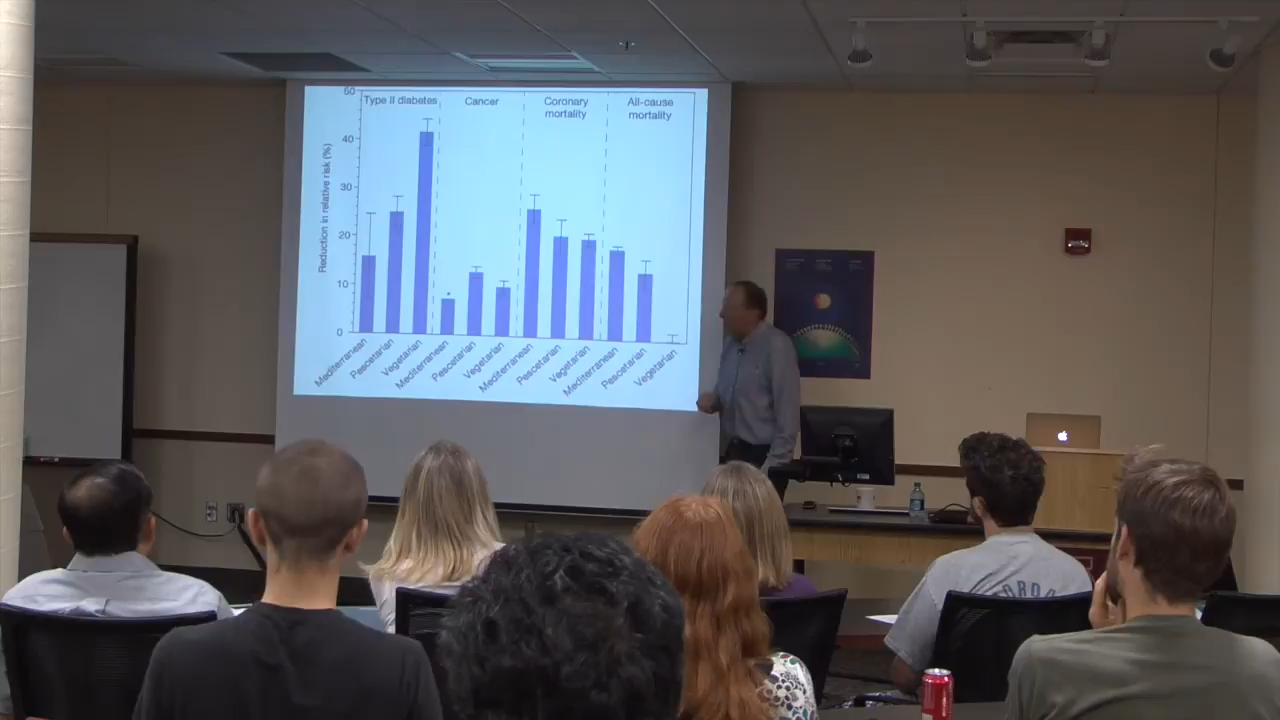 60
Type II diabetes
Cancer
Coronary
mortality
All-cause
mortality
40
30
20
10
0
Reduction in relative risk (%)
Mediterranean
Pescetarian
Vegetarian
Mediterranean
Pescetarian
Vegetarian
Mediterranean
Pescetarian
Vegetarian
Mediterranean
Pescetarian
Vegetarian